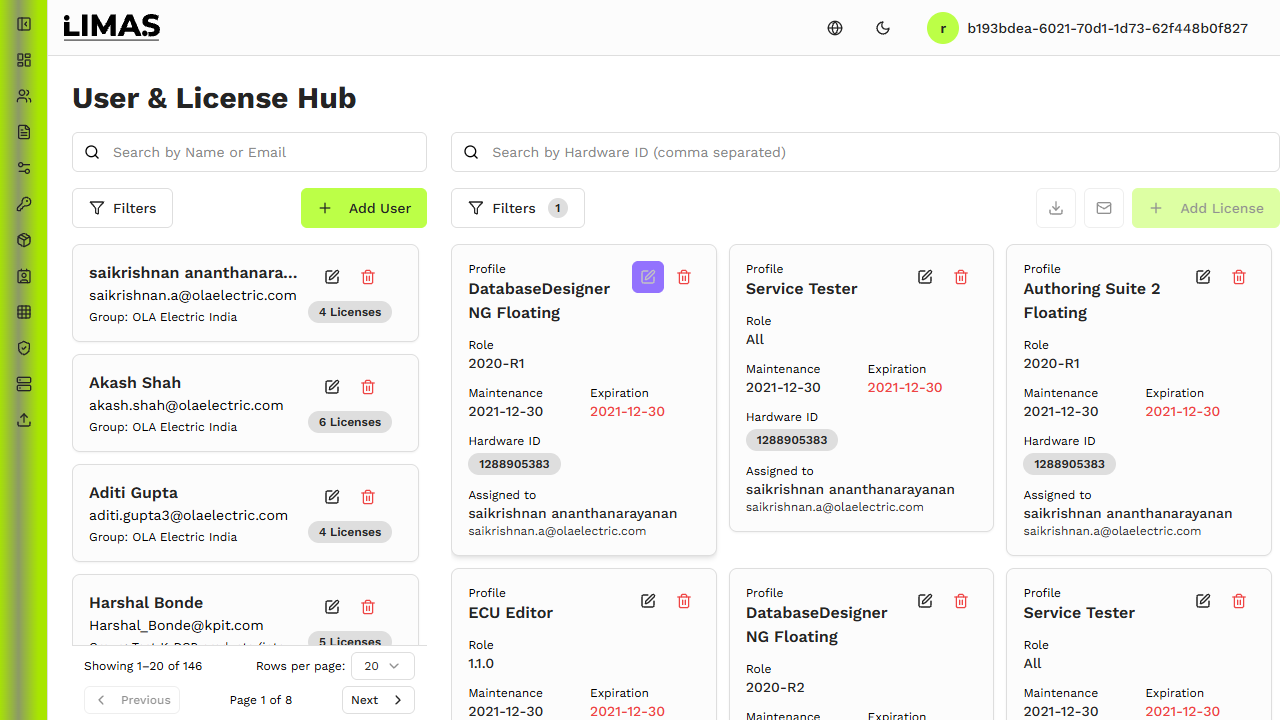 LIMAS
r
b193bdea-6021-70d1-1d73-62f448b0f827
User & License Hub
Search by Name or Email
Search by Hardware ID (comma separated)
Filters
Add User
Filters
1
Add License
saikrishnan ananthanara...
saikrishnan.a@olaelectric.com
Group: OLA Electric India
4 Licenses
Akash Shah
akash.shah@olaelectric.com
Group: OLA Electric India
6 Licenses
Aditi Gupta
aditi.gupta3@olaelectric.com
Group: OLA Electric India
4 Licenses
Harshal Bonde
Harshal_Bonde@kpit.com
5 Licenses
Showing 1–20 of 146
Rows per page:
20
Previous
Page 1 of 8
Next
Profile
DatabaseDesigner
NG Floating
Role
2020-R1
Maintenance
2021-12-30
Expiration
2021-12-30
Hardware ID
1288905383
Assigned to
saikrishnan ananthanarayanan
saikrishnan.a@olaelectric.com
Profile
Service Tester
Role
All
Maintenance
2021-12-30
Expiration
2021-12-30
Hardware ID
1288905383
Assigned to
saikrishnan ananthanarayanan
saikrishnan.a@olaelectric.com
Profile
Authoring Suite 2
Floating
Role
2020-R1
Maintenance
2021-12-30
Expiration
2021-12-30
Hardware ID
1288905383
Assigned to
saikrishnan ananthanarayanan
saikrishnan.a@olaelectric.com
Profile
ECU Editor
Role
1.1.0
Maintenance
2021-12-30
Expiration
2021-12-30
Profile
DatabaseDesigner
NG Floating
Role
2020-R2
Maintenance
Expiration
Profile
Service Tester
Role
All
Maintenance
2021-12-30
Expiration
2021-12-30